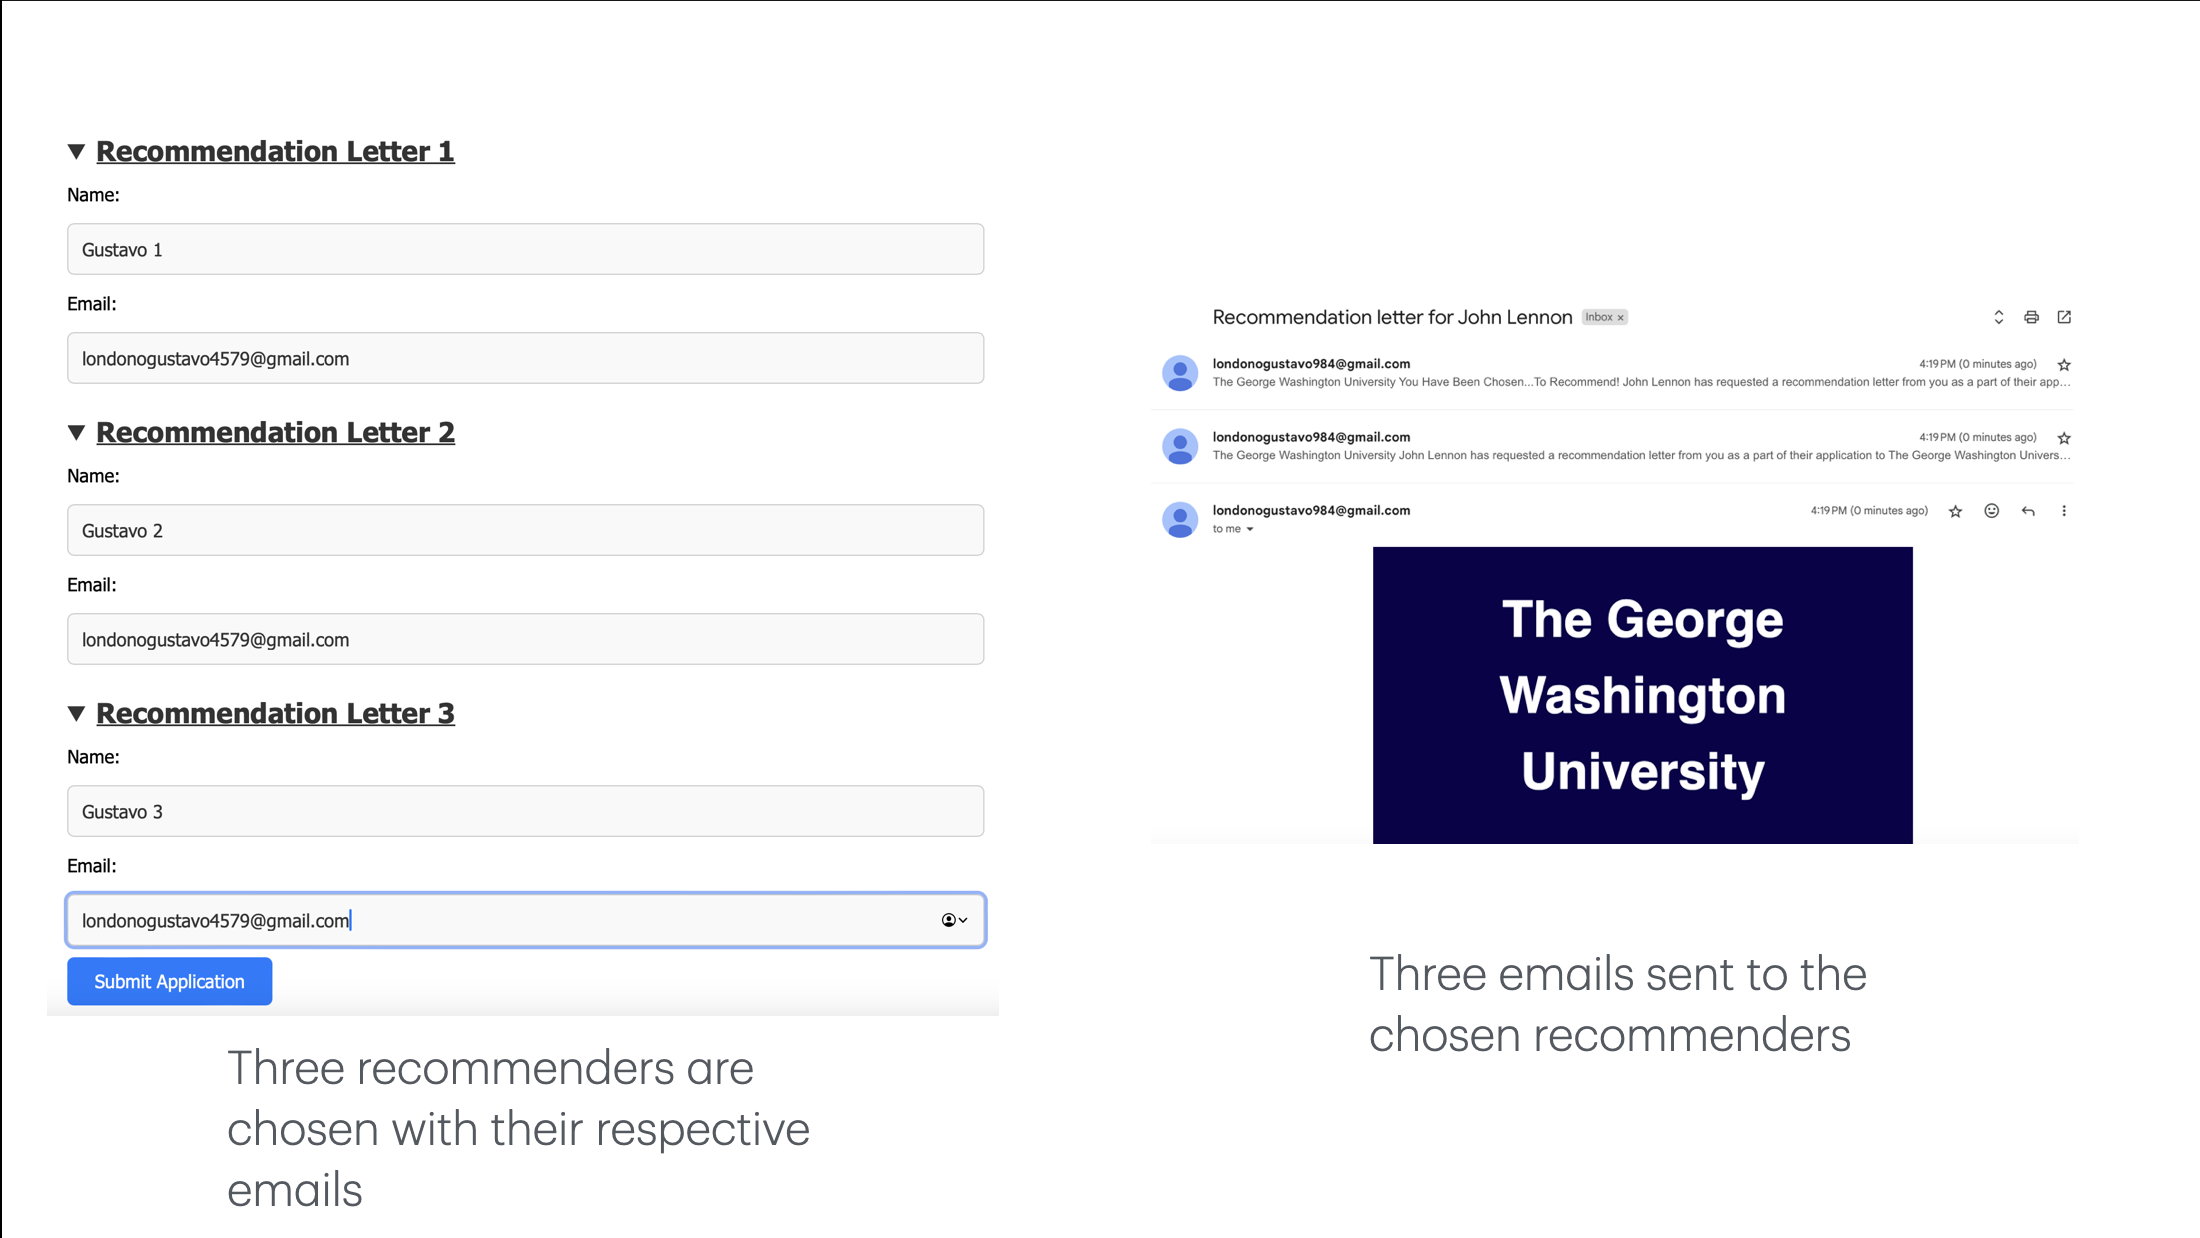 Recommendation Letter 1
Name:
Gustavo 1
Email:
londonogustavo4579@gmail.com
Recommendation Letter 2
Name:
Gustavo 2
Email:
londonogustavo4579@gmail.com
Recommendation Letter 3
Name:
Gustavo 3
Email:
londonogustavo4579@gmail.com
Submit Application
Three recommenders are
chosen with their respective
emails
Recommendation letter for John Lennon Inbox x
londonogustavo984@gmail.com 4:19 PM (0 minutes ago)
The George Washington University You Have Been Chosen...To Recommend! John Lennon has requested a recommendation letter from you as a part of their app...
londonogustavo984@gmail.com 4:19 PM (0 minutes ago)
The George Washington University John Lennon has requested a recommendation letter from you as a part of their application to The George Washington Univers...
londonogustavo984@gmail.com 4:19 PM (0 minutes ago)
to me
The George
Washington
University
Three emails sent to the
chosen recommenders